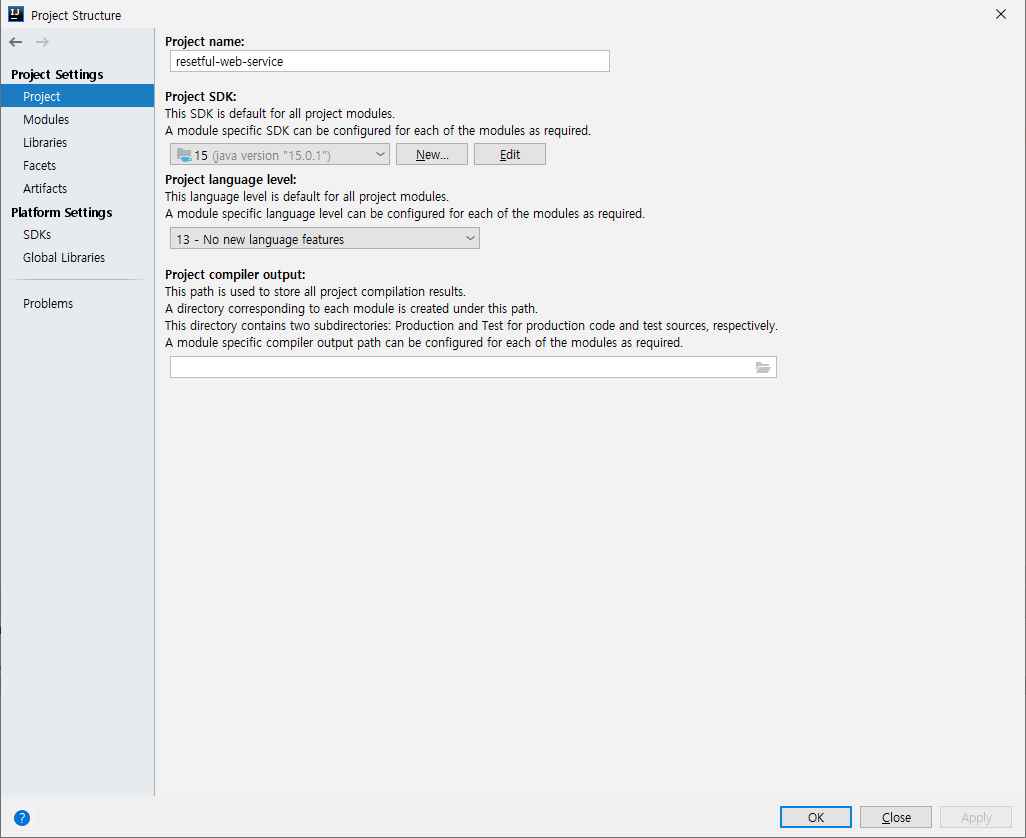 Project Structure
Project Settings
Project
Modules
Libraries
Facets
Artifacts
Platform Settings
SDKs
Global Libraries
Problems
Project name:
resetful-web-service
Project SDK:
This SDK is default for all project modules.
A module specific SDK can be configured for each of the modules as required.
15 (java version "15.0.1") New... Edit
Project language level:
This language level is default for all project modules.
A module specific language level can be configured for each of the modules as required.
13 - No new language features
Project compiler output:
This path is used to store all project compilation results.
A directory corresponding to each module is created under this path.
This directory contains two subdirectories: Production and Test for production code and test sources, respectively.
A module specific compiler output path can be configured for each of the modules as required.
? OK Close Apply